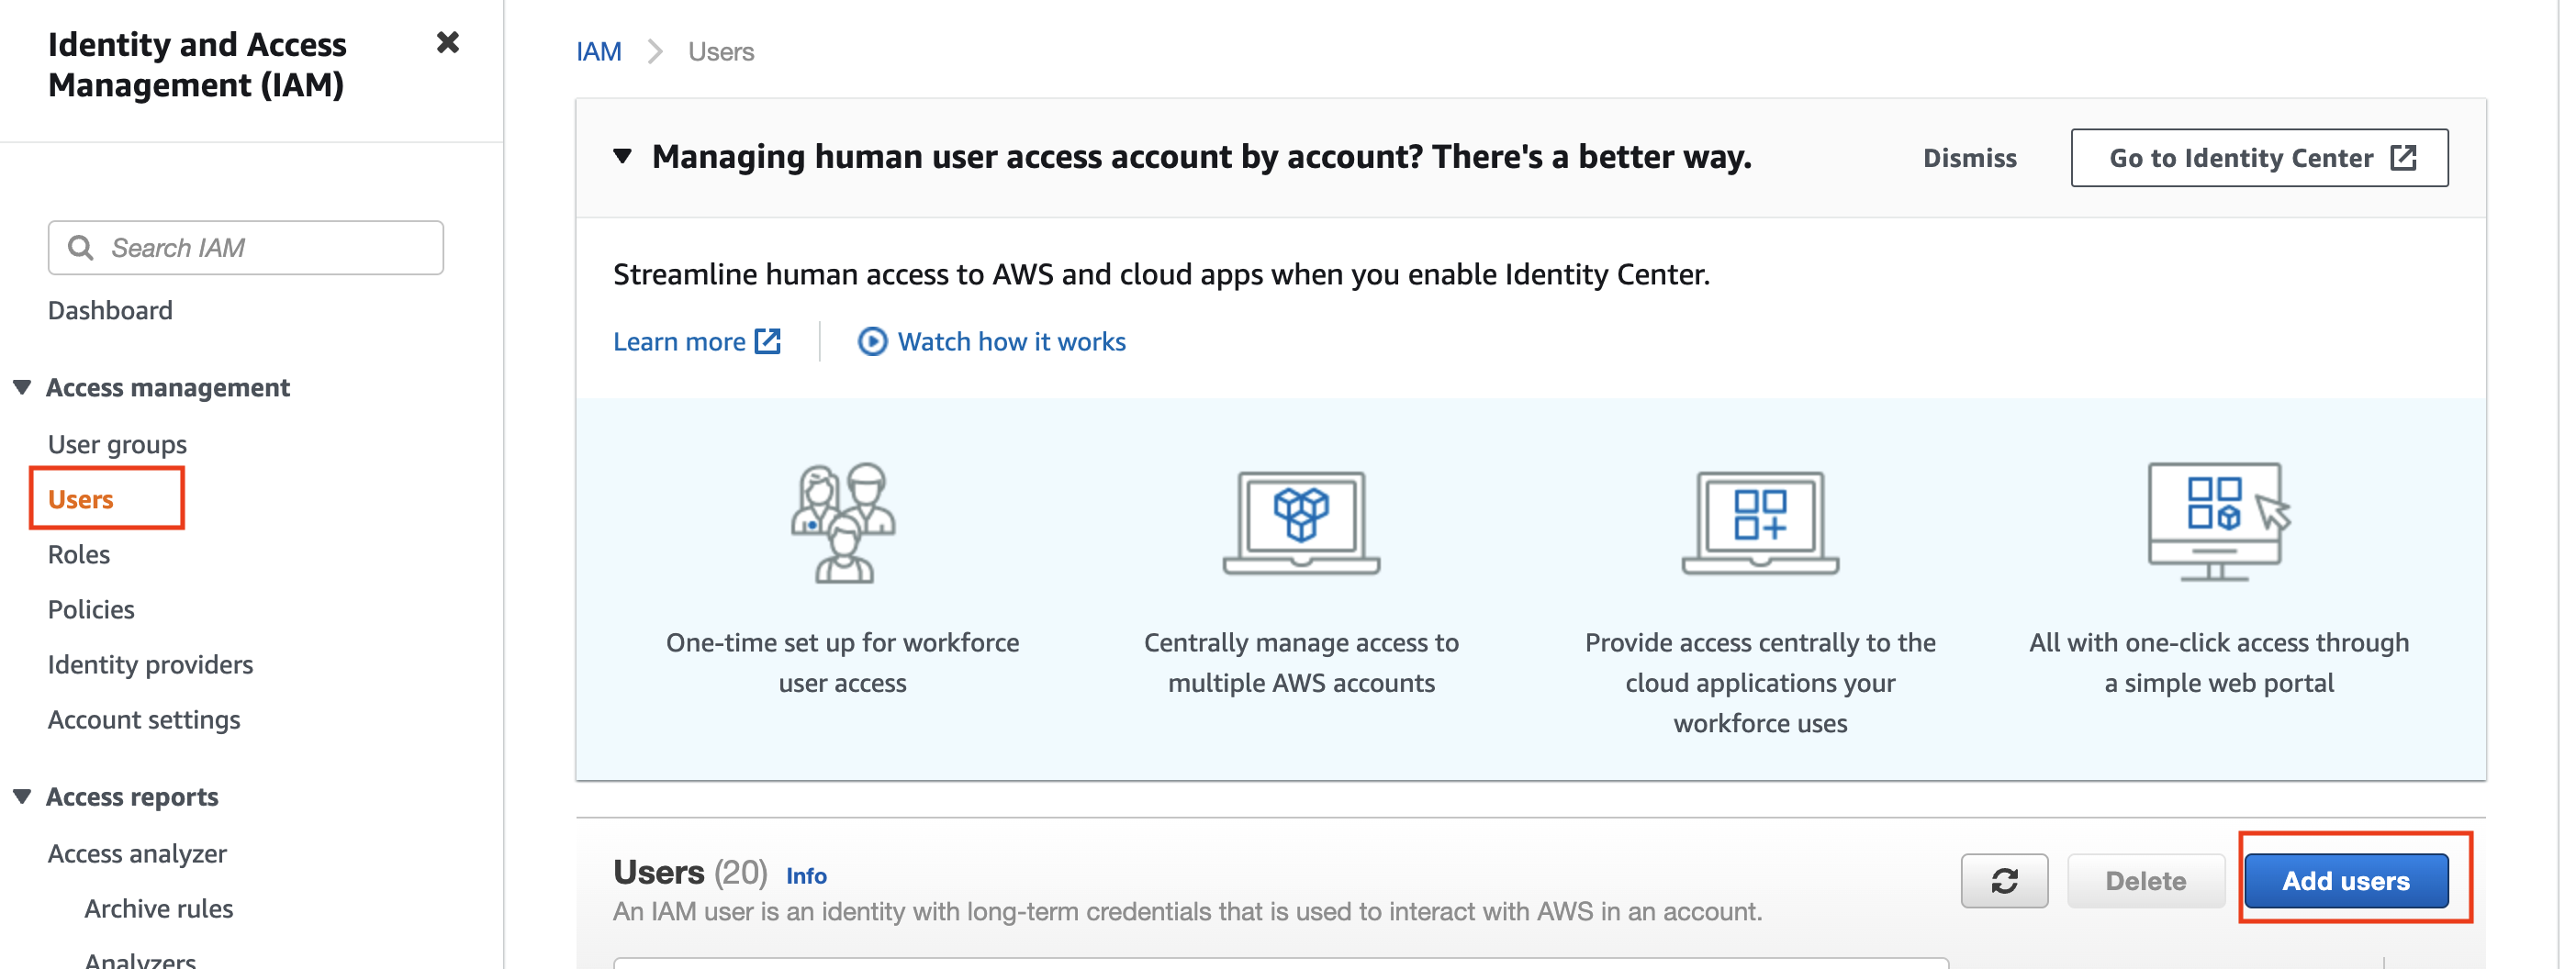 Identity and Access
Management (IAM)
Search IAM
Dashboard
Access management
User groups
Users
Roles
Policies
Identity providers
Account settings
Access reports
Access analyzer
Archive rules
Analyzers
IAM
Users
Managing human user access account by account? There's a better way.
Dismiss
Go to Identity Center
Streamline human access to AWS and cloud apps when you enable Identity Center.
Learn more
Watch how it works
One-time set up for workforce
user access
Centrally manage access to
multiple AWS accounts
Provide access centrally to the
cloud applications your
workforce uses
All with one-click access through
a simple web portal
Users (20) Info
An IAM user is an identity with long-term credentials that is used to interact with AWS in an account.
Delete
Add users